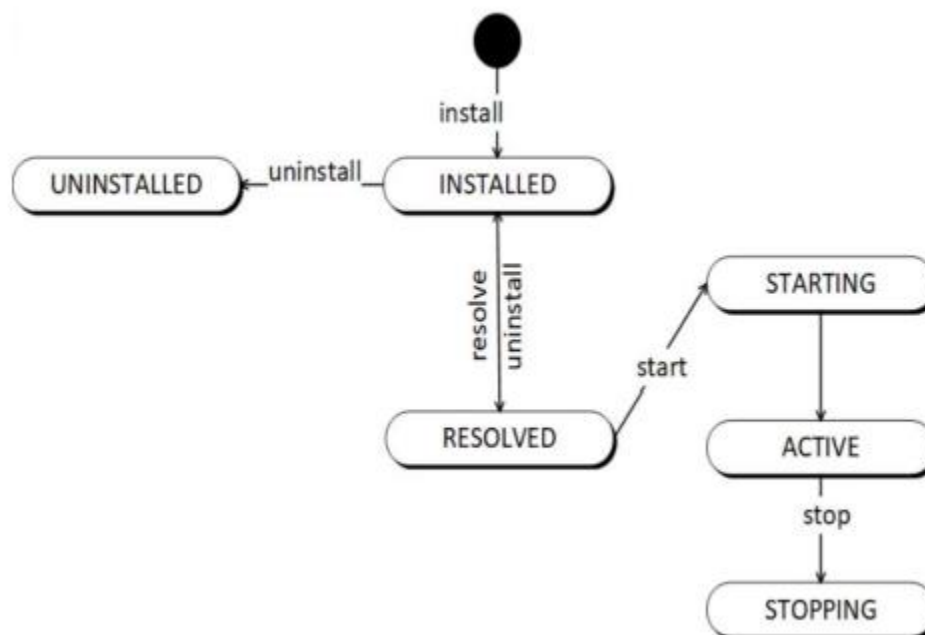 install
UNINSTALLED
uninstall
INSTALLED
resolve
uninstall
STARTING
start
RESOLVED
ACTIVE
stop
STOPPING